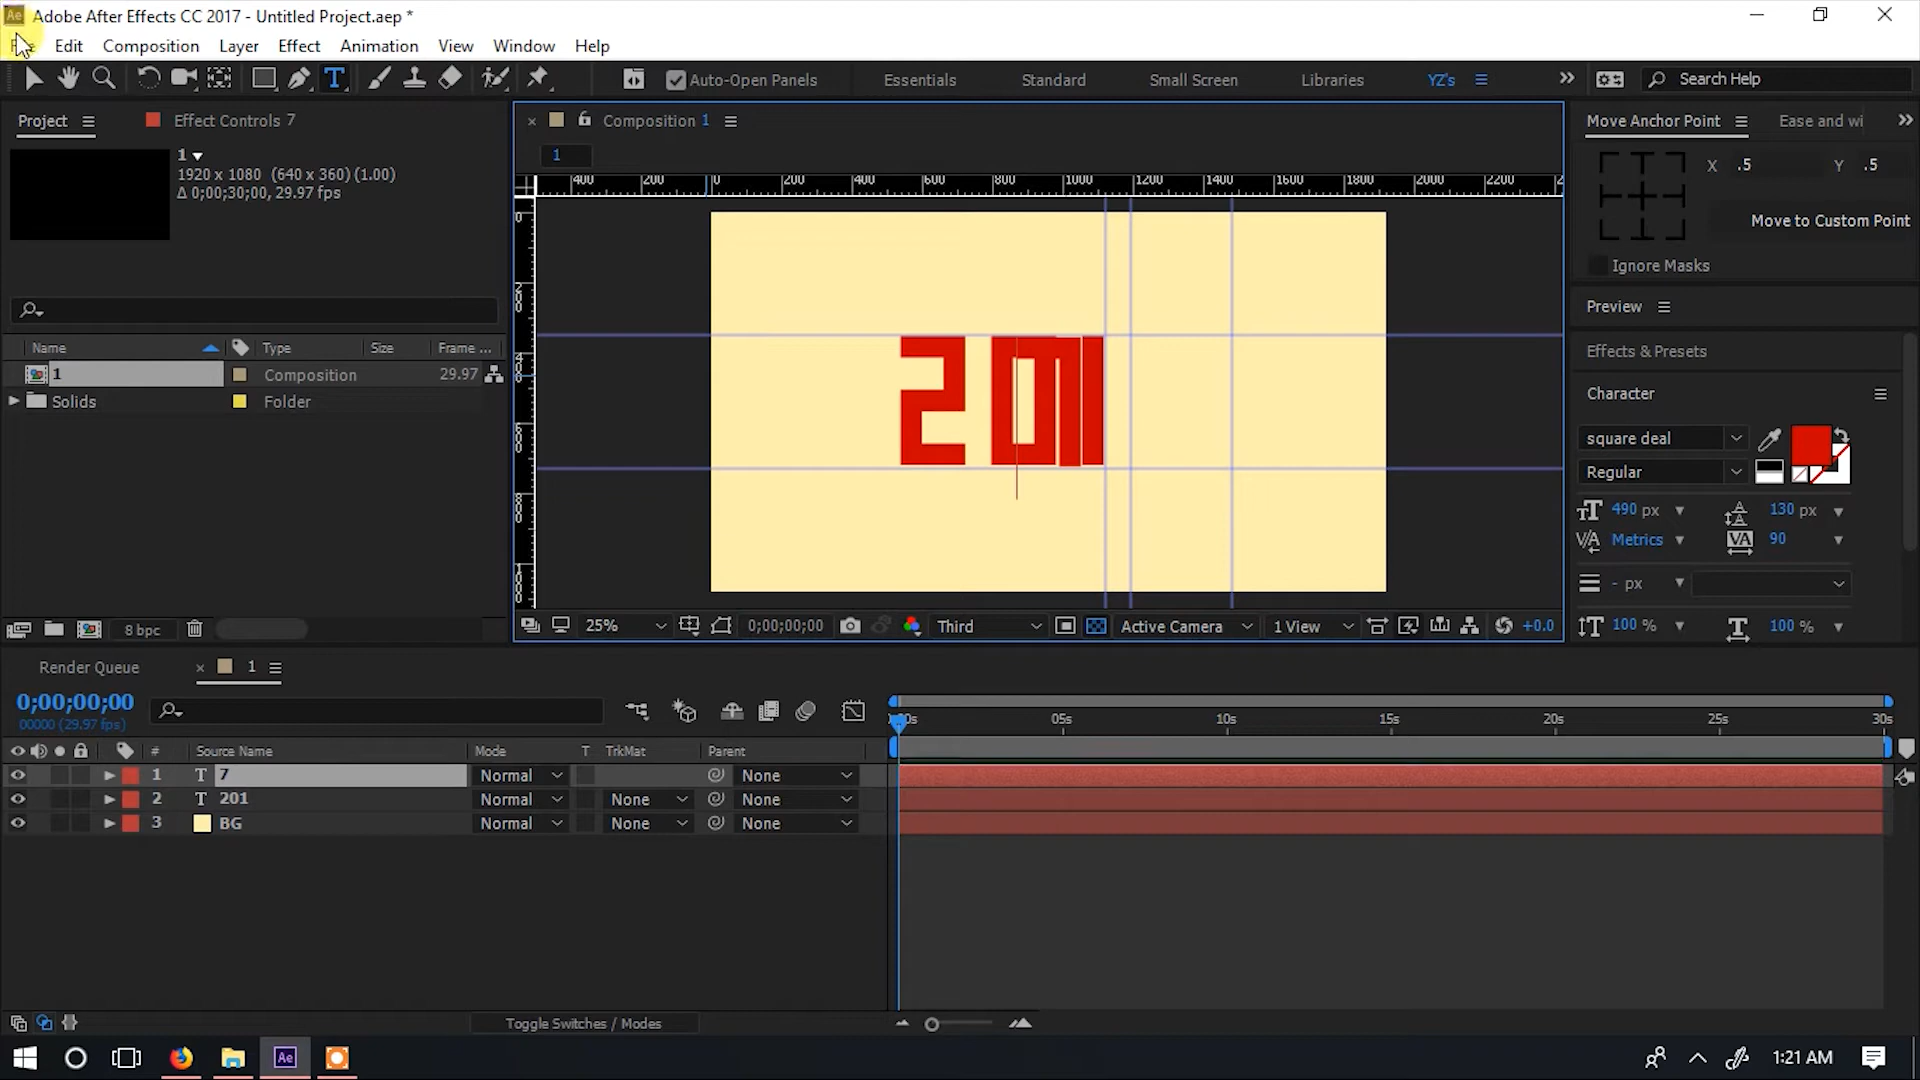 Adobe After Effects CC 2017 - Untitled Project.aep *
File Edit Composition Layer Effect Animation View Window Help
Auto-Open Panels Essentials Standard Small Screen Libraries YZ's Search Help
Project Effect Controls 7
1
1920 x 1080 (640 x 360) (1.00)
Δ 0;00;30;00, 29.97 fps
Name Type Size Frame ...
1 Composition 29.97
Solids Folder
8 bpc
Composition 1
1
400 200 0 200 400 600 800 1000 1200 1400 1600 1800 2000 2200
201
25% 0;00;00;00 Third Active Camera 1 View +0.0
Move Anchor Point Ease and wi
X .5 Y .5
Move to Custom Point
Ignore Masks
Preview
Effects & Presets
Character
square deal
Regular
490 px 130 px
Metrics 90
- px
100 % 100 %
Render Queue 1
0;00;00;00
00000 (29.97 fps)
05s 10s 15s 20s 25s 30s
# Source Name Mode T TrkMat Parent
1 T 7 Normal None
2 T 201 Normal None None
3 BG Normal None None
Toggle Switches / Modes
Ae 1:21 AM